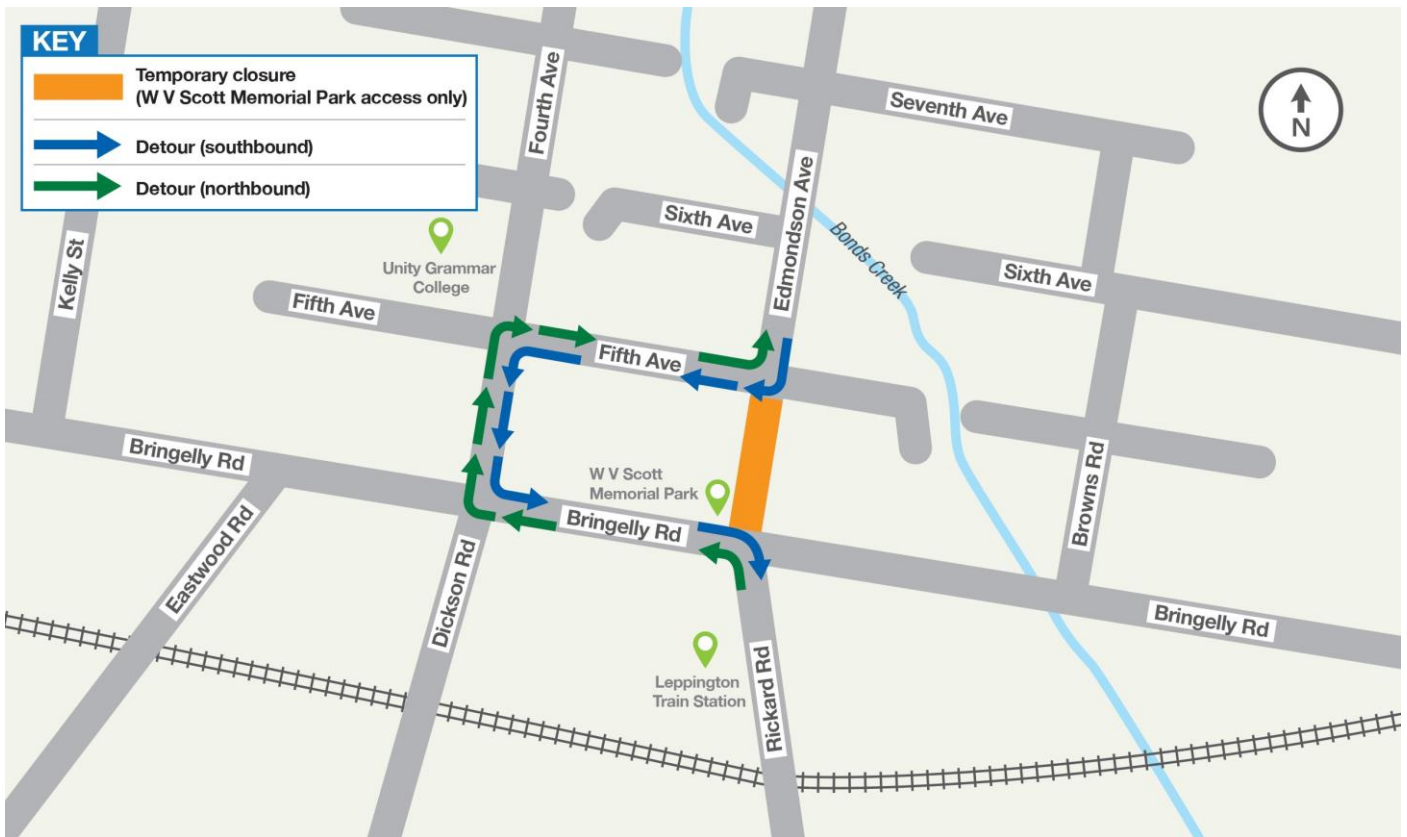 KEY
Temporary closure
(W V Scott Memorial Park access only)
Detour (southbound)
Detour (northbound)
N
Fourth Ave
Seventh Ave
Edmondson Ave
Sixth Ave
Bonds Creek
Sixth Ave
Kelly St
Unity Grammar
College
Fifth Ave
Fifth Ave
Bringelly Rd
W V Scott
Memorial Park
Browns Rd
Bringelly Rd
Eastwood Rd
Dickson Rd
Bringelly Rd
Leppington
Train Station
Rickard Rd